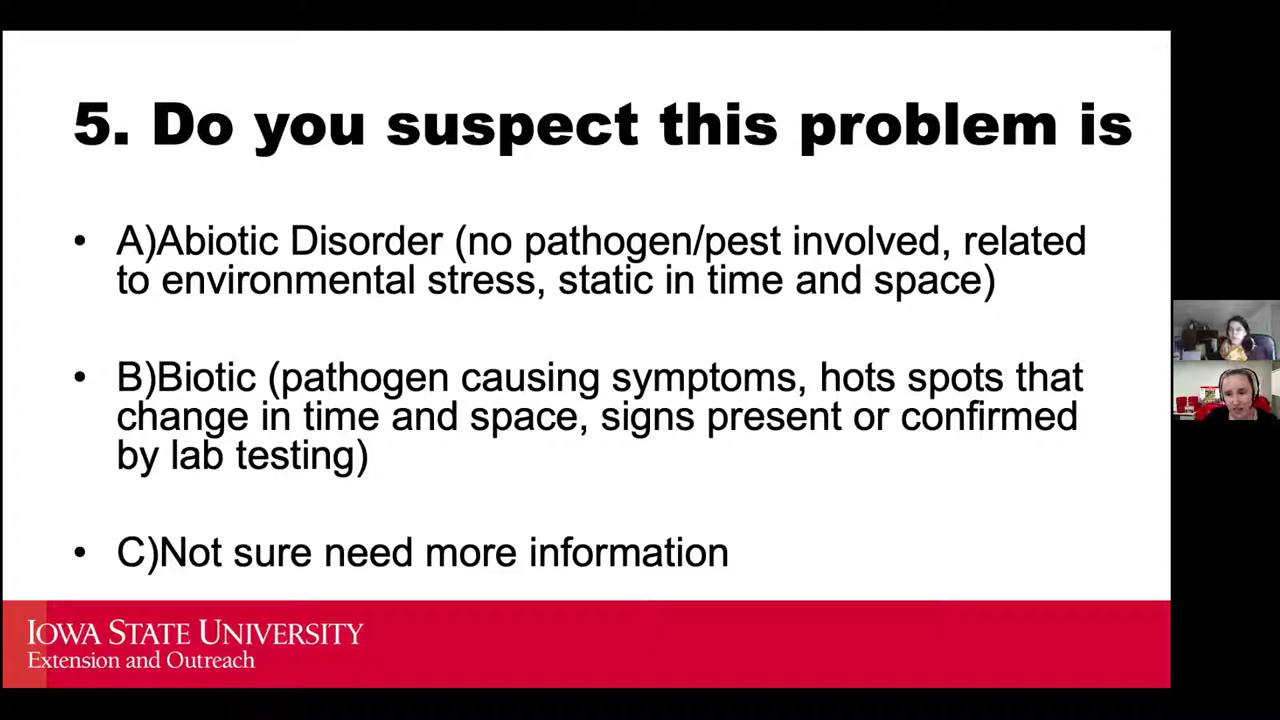 5. Do you suspect this problem is
• A)Abiotic Disorder (no pathogen/pest involved, related
to environmental stress, static in time and space)
• B)Biotic (pathogen causing symptoms, hots spots that
change in time and space, signs present or confirmed
by lab testing)
• C)Not sure need more information
IOWA STATE UNIVERSITY
Extension and Outreach